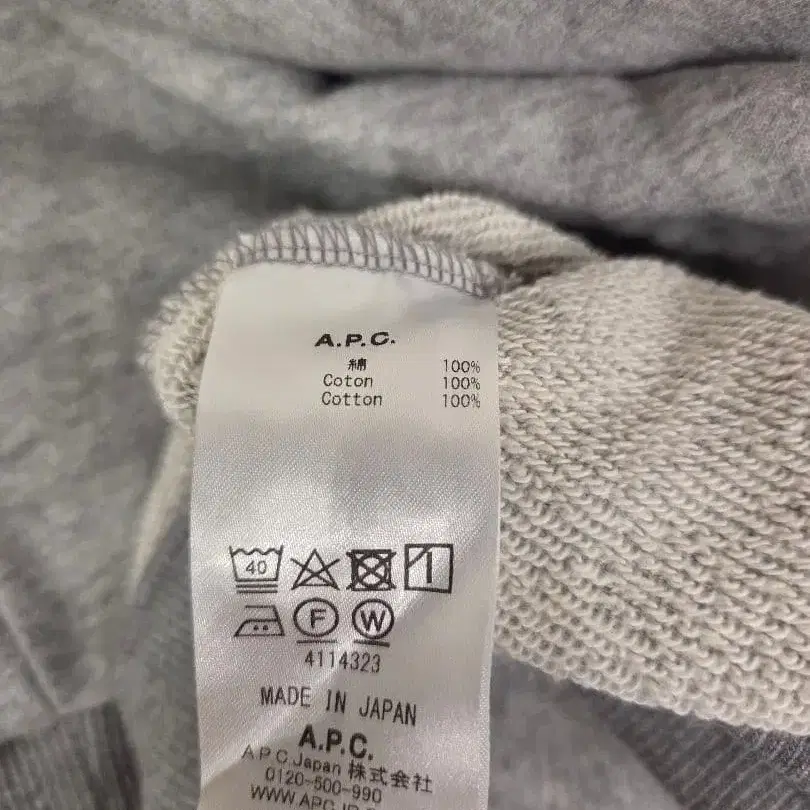 A.P.C.
綿 100%
Coton 100%
Cotton 100%
40
F W
4114323
MADE IN JAPAN
A.P.C.
A.P.C.Japan 株式会社
0120-500-990